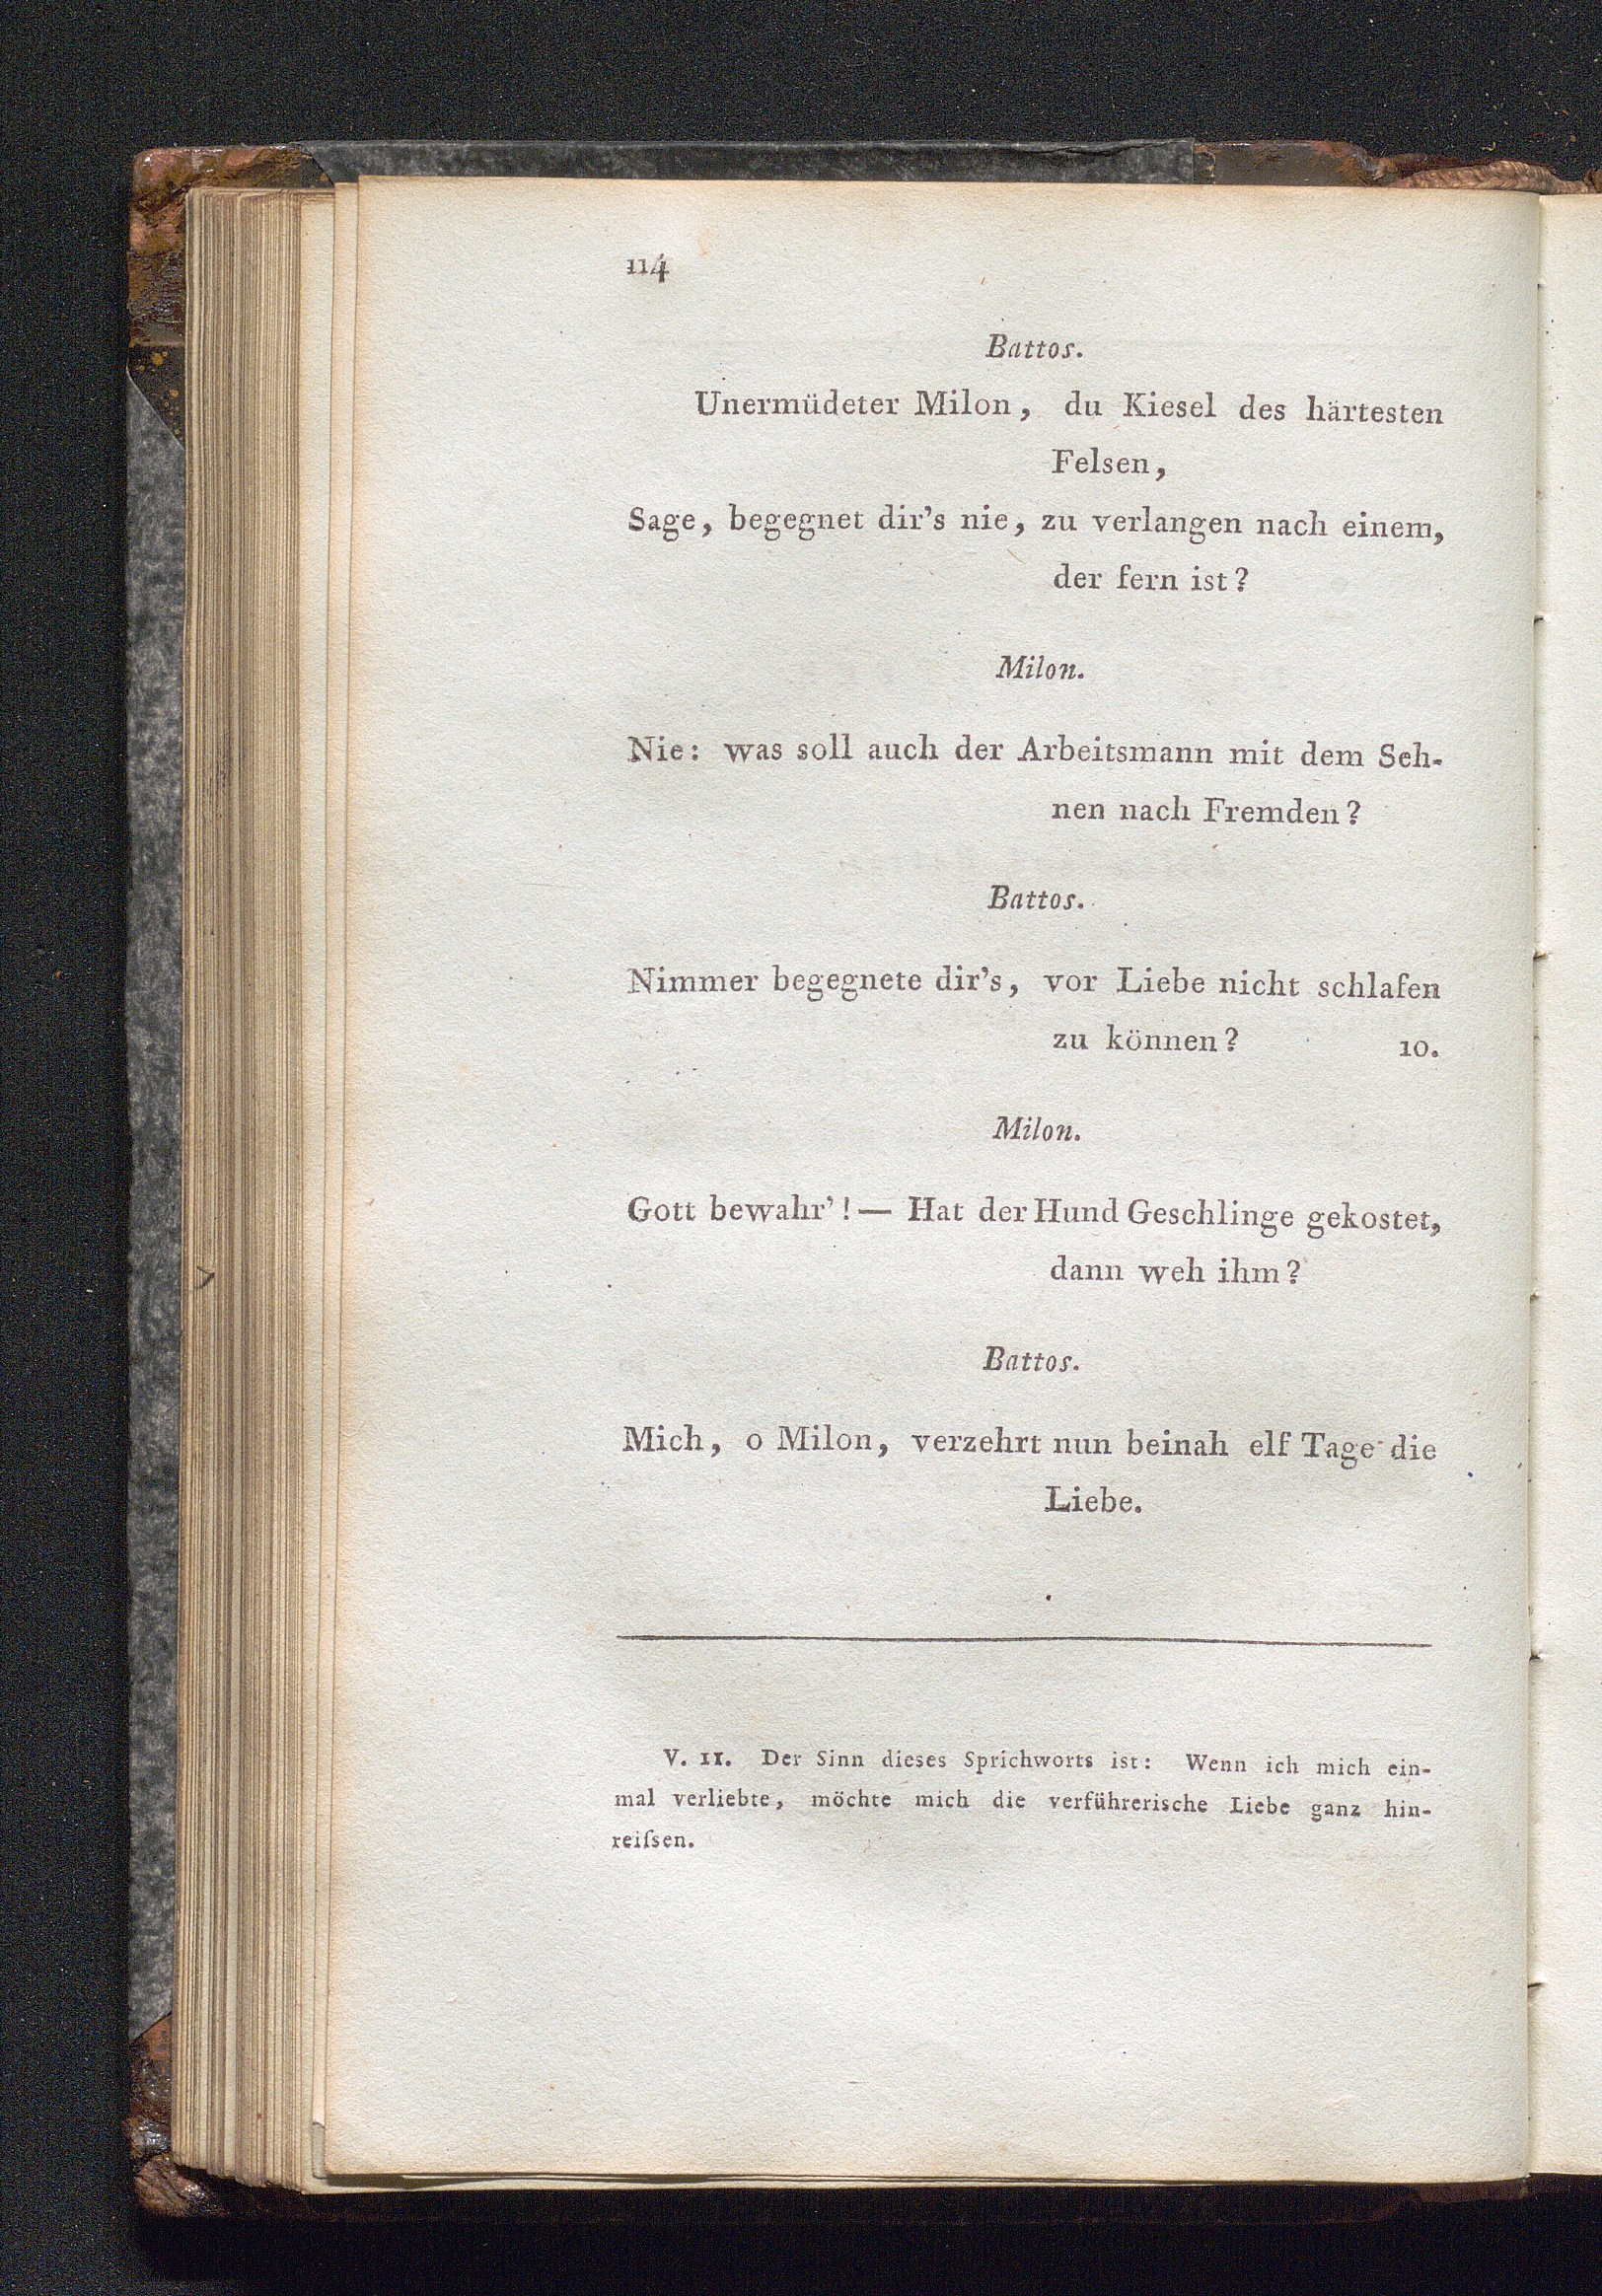 114
Battos.
Unermüdeter Milon, du Kiesel des härtesten
Felsen,
Sage, begegnet dir's nie, zu verlangen nach einem,
der fern ist?
Milon.
Nie: was soll auch der Arbeitsmann mit dem Seh-
nen nach Fremden?
Battos.
Nimmer begegnete dir's, vor Liebe nicht schlafen
zu können? 10.
Milon.
Gott bewahr'! — Hat der Hund Geschlinge gekostet,
dann weh ihm?
Battos.
Mich, o Milon, verzehrt nun beinah elf Tage die
Liebe.
V. 11. Der Sinn dieses Sprichworts ist: Wenn ich mich ein-
mal verliebte, möchte mich die verführerische Liebe ganz hin-
reiſsen.